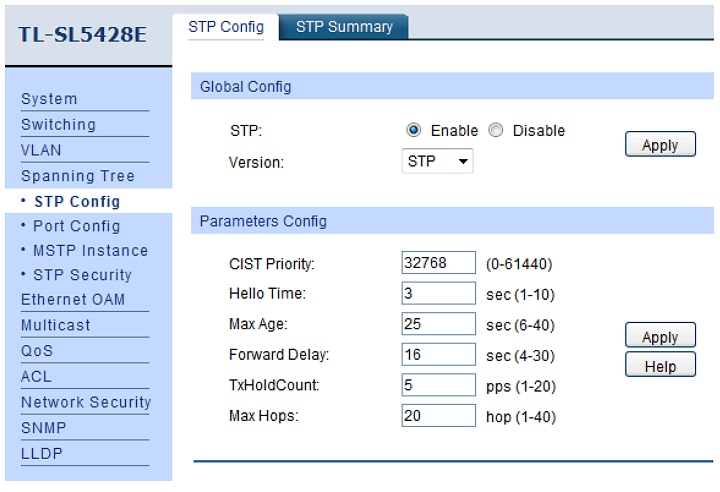 TL-SL5428E
STP Config
STP Summary
System
Switching
VLAN
Spanning Tree
• STP Config
• Port Config
• MSTP Instance
• STP Security
Ethernet OAM
Multicast
QoS
ACL
Network Security
SNMP
LLDP
Global Config
STP: Enable Disable
Version: STP
Apply
Parameters Config
CIST Priority: 32768 (0-61440)
Hello Time: 3 sec (1-10)
Max Age: 25 sec (6-40)
Forward Delay: 16 sec (4-30)
TxHoldCount: 5 pps (1-20)
Max Hops: 20 hop (1-40)
Apply
Help